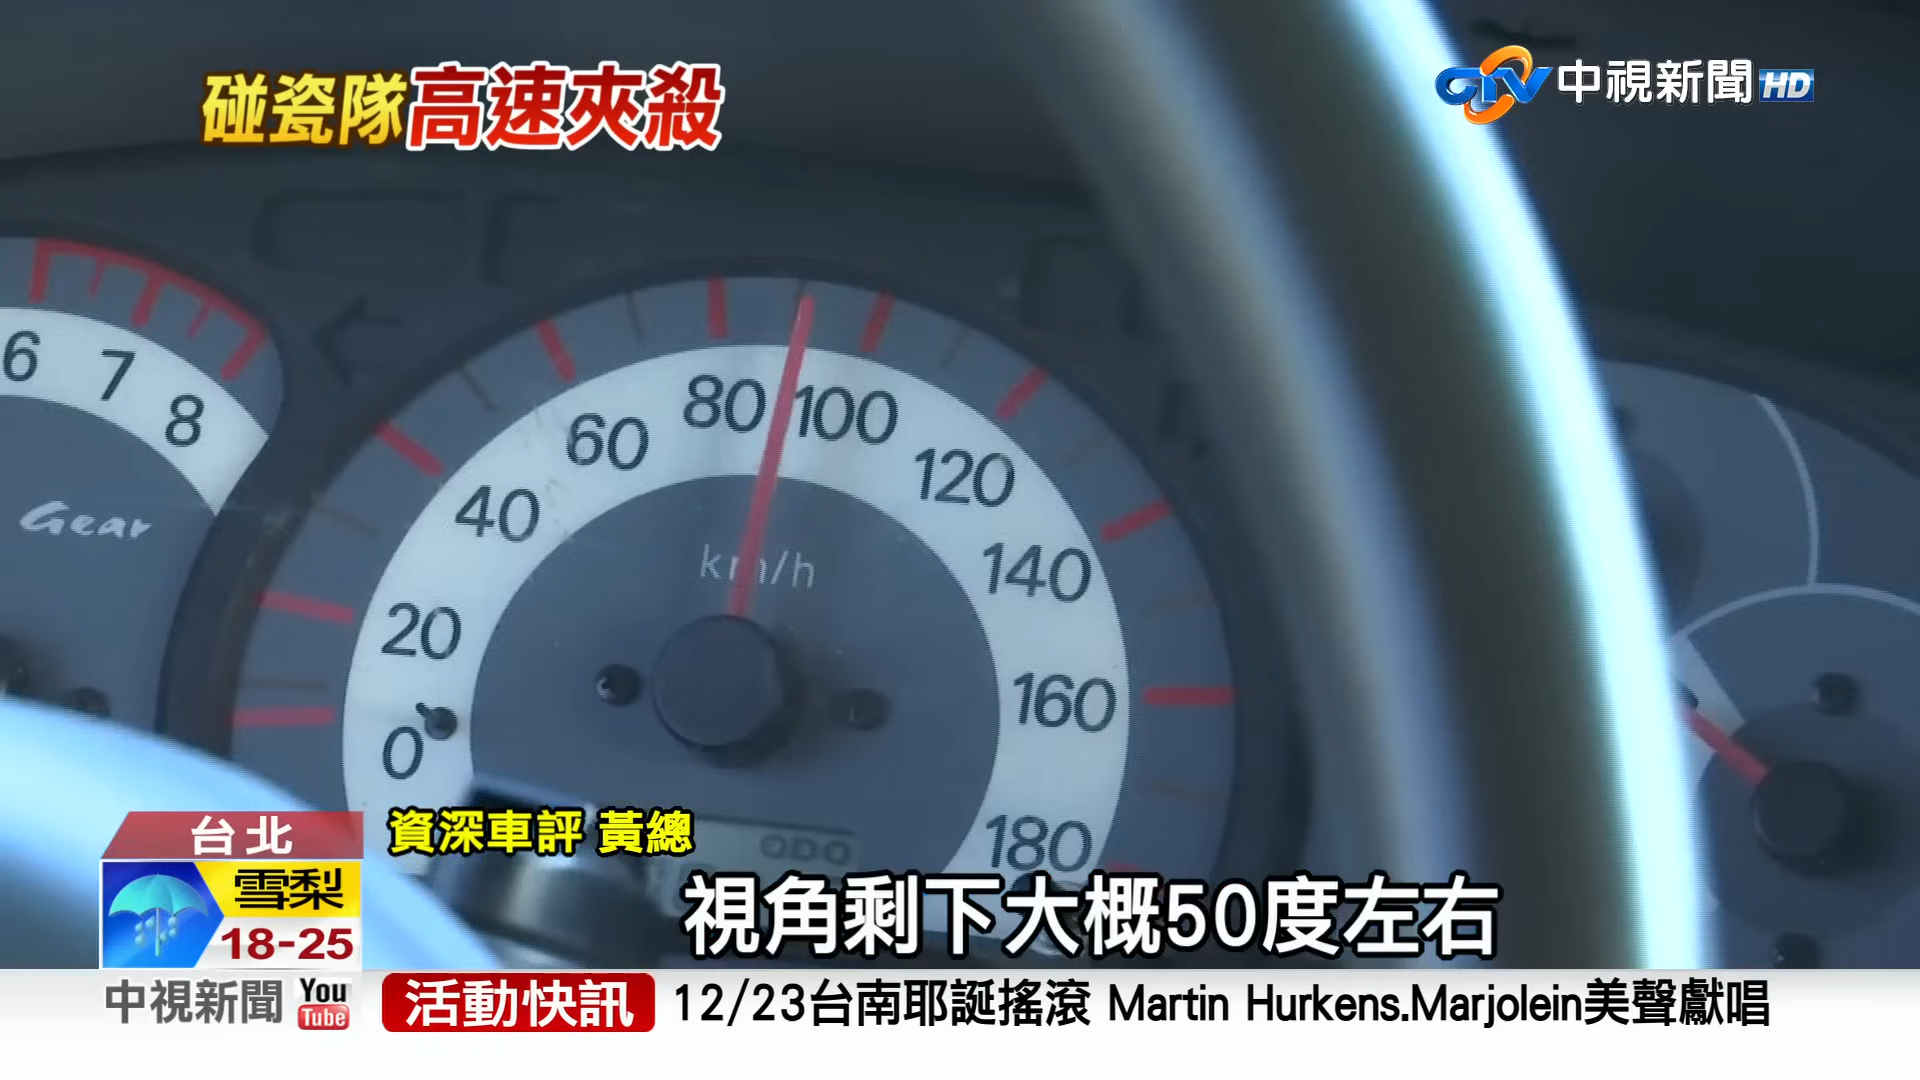 碰瓷隊高速夾殺
CTV中視新聞HD
6
7
8
Gear
0
20
40
60
80
100
120
140
160
180
km/h
ODO
台北
雪梨
18-25
資深車評 黃總
視角剩下大概50度左右
中視新聞 YouTube
活動快訊 12/23台南耶誕搖滾 Martin Hurkens.Marjolein美聲獻唱